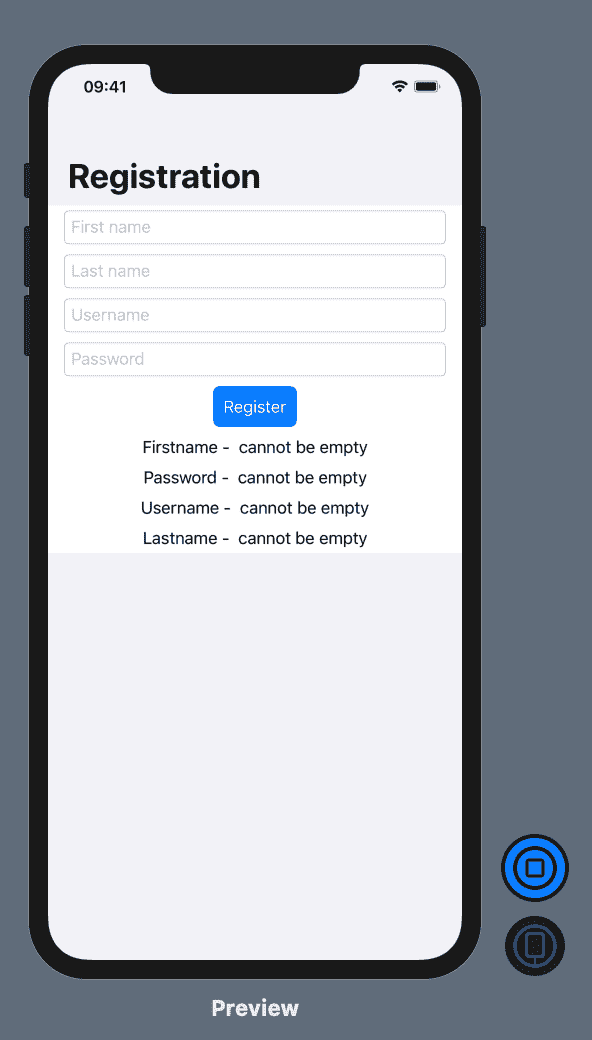 09:41
Registration
First name
Last name
Username
Password
Register
Firstname - cannot be empty
Password - cannot be empty
Username - cannot be empty
Lastname - cannot be empty
Preview